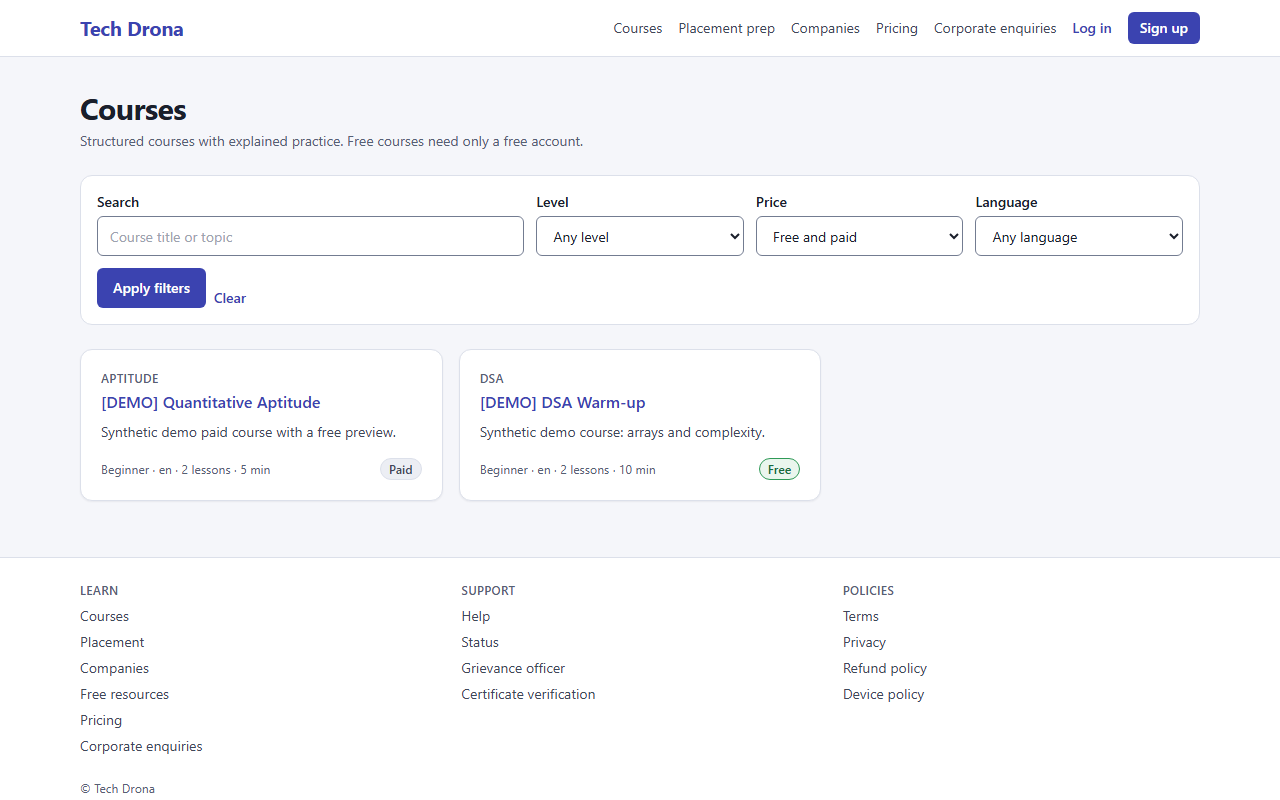 Tech Drona
Courses Placement prep Companies Pricing Corporate enquiries Log in Sign up
Courses
Structured courses with explained practice. Free courses need only a free account.
Search Level Price Language
Course title or topic Any level Free and paid Any language
Apply filters Clear
APTITUDE
[DEMO] Quantitative Aptitude
Synthetic demo paid course with a free preview.
Beginner · en · 2 lessons · 5 min Paid
DSA
[DEMO] DSA Warm-up
Synthetic demo course: arrays and complexity.
Beginner · en · 2 lessons · 10 min Free
LEARN
Courses
Placement
Companies
Free resources
Pricing
Corporate enquiries
SUPPORT
Help
Status
Grievance officer
Certificate verification
POLICIES
Terms
Privacy
Refund policy
Device policy
© Tech Drona